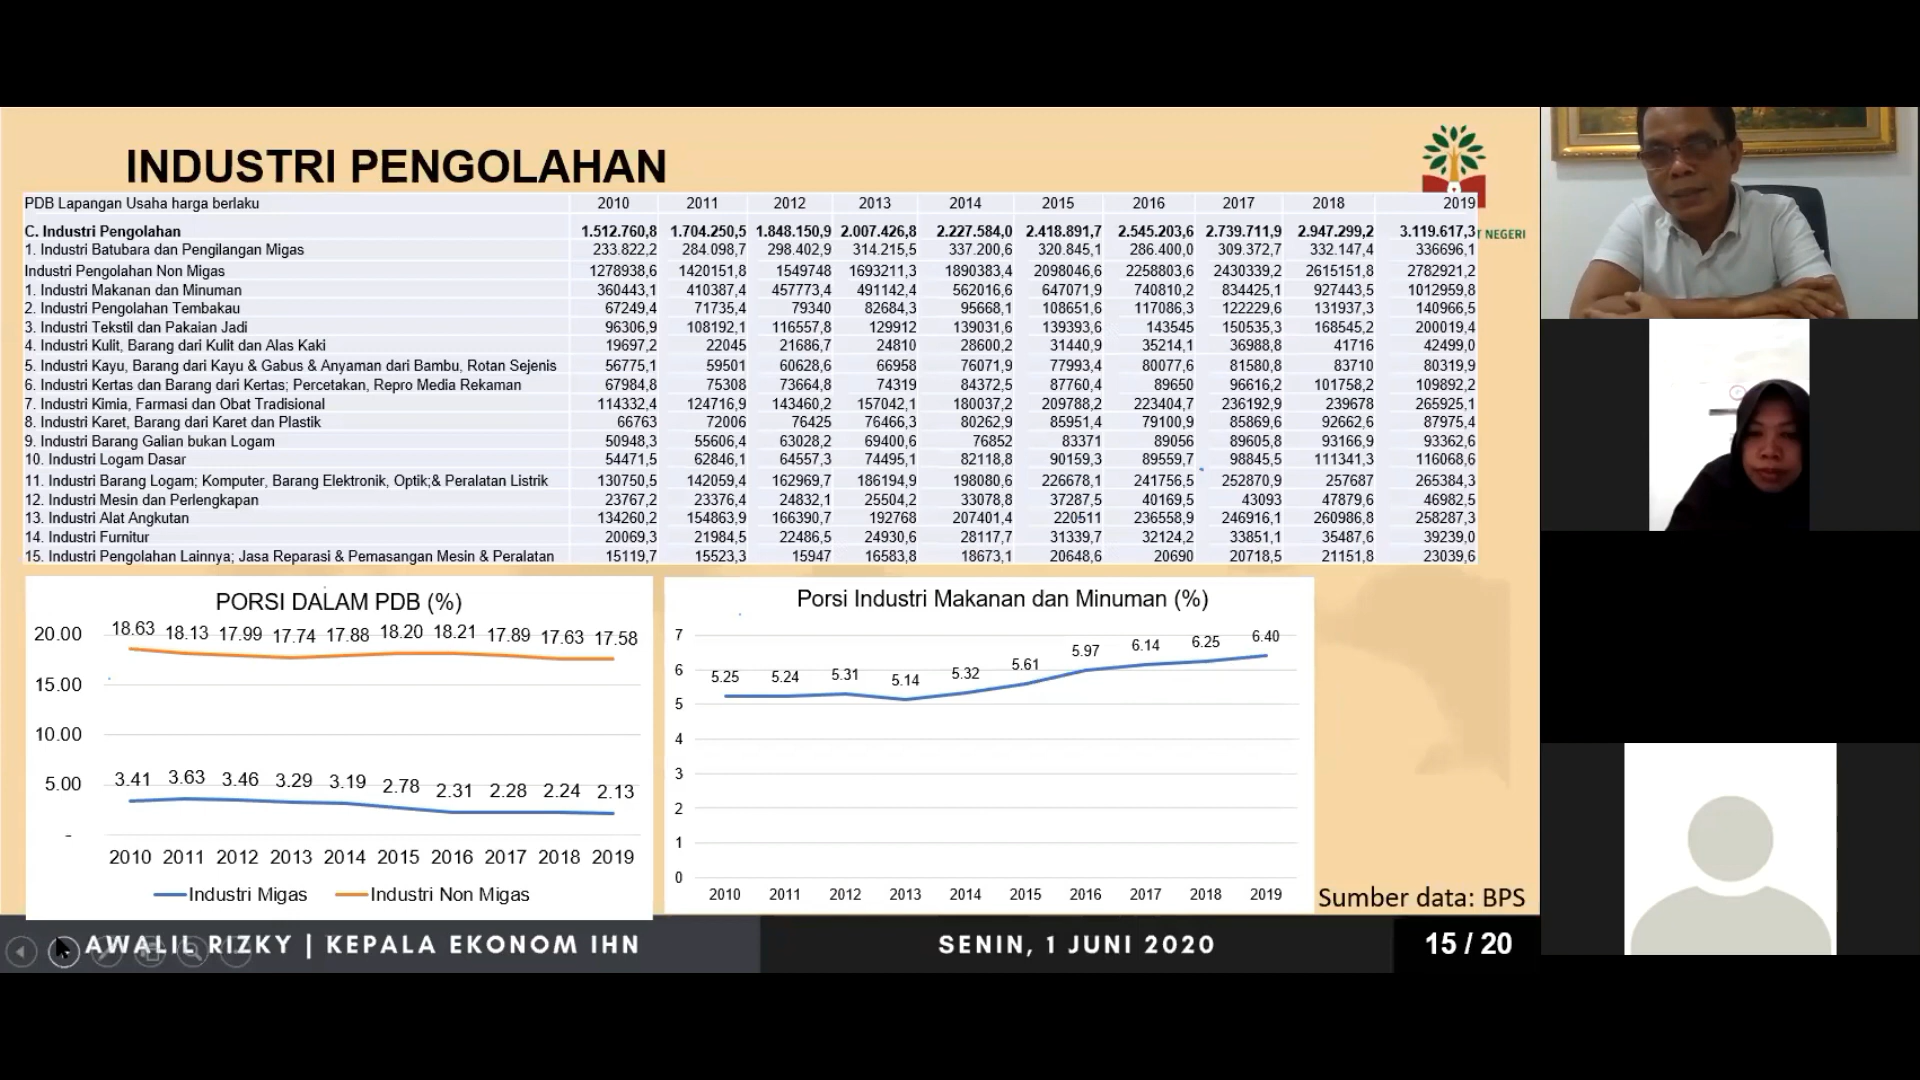 INDUSTRI PENGOLAHAN
PDB Lapangan Usaha harga berlaku 2010 2011 2012 2013 2014 2015 2016 2017 2018 2019
C. Industri Pengolahan 1.512.760,8 1.704.250,5 1.848.150,9 2.007.426,8 2.227.584,0 2.418.891,7 2.545.203,6 2.739.711,9 2.947.299,2 3.119.617,3
T NEGERI
1. Industri Batubara dan Pengilangan Migas 233.822,2 284.098,7 298.402,9 314.215,5 337.200,6 320.845,1 286.400,0 309.372,7 332.147,4 336696,1
Industri Pengolahan Non Migas 1278938,6 1420151,8 1549748 1693211,3 1890383,4 2098046,6 2258803,6 2430339,2 2615151,8 2782921,2
1. Industri Makanan dan Minuman 360443,1 410387,4 457773,4 491142,4 562016,6 647071,9 740810,2 834425,1 927443,5 1012959,8
2. Industri Pengolahan Tembakau 67249,4 71735,4 79340 82684,3 95668,1 108651,6 117086,3 122229,6 131937,3 140966,5
3. Industri Tekstil dan Pakaian Jadi 96306,9 108192,1 116557,8 129912 139031,6 139393,6 143545 150535,3 168545,2 200019,4
4. Industri Kulit, Barang dari Kulit dan Alas Kaki 19697,2 22045 21686,7 24810 28600,2 31440,9 35214,1 36988,8 41716 42499,0
5. Industri Kayu, Barang dari Kayu & Gabus & Anyaman dari Bambu, Rotan Sejenis 56775,1 59501 60628,6 66958 76071,9 77993,4 80077,6 81580,8 83710 80319,9
6. Industri Kertas dan Barang dari Kertas; Percetakan, Repro Media Rekaman 67984,8 75308 73664,8 74319 84372,5 87760,4 89650 96616,2 101758,2 109892,2
7. Industri Kimia, Farmasi dan Obat Tradisional 114332,4 124716,9 143460,2 157042,1 180037,2 209788,2 223404,7 236192,9 239678 265925,1
8. Industri Karet, Barang dari Karet dan Plastik 66763 72006 76425 76466,3 80262,9 85951,4 79100,9 85869,6 92662,6 87975,4
9. Industri Barang Galian bukan Logam 50948,3 55606,4 63028,2 69400,6 76852 83371 89056 89605,8 93166,9 93362,6
10. Industri Logam Dasar 54471,5 62846,1 64557,3 74495,1 82118,8 90159,3 89559,7 98845,5 111341,3 116068,6
11. Industri Barang Logam; Komputer, Barang Elektronik, Optik;& Peralatan Listrik 130750,5 142059,4 162969,7 186194,9 198080,6 226678,1 241756,5 252870,9 257687 265384,3
12. Industri Mesin dan Perlengkapan 23767,2 23376,4 24832,1 25504,2 33078,8 37287,5 40169,5 43093 47879,6 46982,5
13. Industri Alat Angkutan 134260,2 154863,9 166390,7 192768 207401,4 220511 236558,9 246916,1 260986,8 258287,3
14. Industri Furnitur 20069,3 21984,5 22486,5 24930,6 28117,7 31339,7 32124,2 33851,1 35487,6 39239,0
15. Industri Pengolahan Lainnya; Jasa Reparasi & Pemasangan Mesin & Peralatan 15119,7 15523,3 15947 16583,8 18673,1 20648,6 20690 20718,5 21151,8 23039,6
PORSI DALAM PDB (%)
20.00
18.63 18.13 17.99 17.74 17.88 18.20 18.21 17.89 17.63 17.58
15.00
10.00
5.00
3.41 3.63 3.46 3.29 3.19 2.78 2.31 2.28 2.24 2.13
-
2010 2011 2012 2013 2014 2015 2016 2017 2018 2019
Industri Migas Industri Non Migas
Porsi Industri Makanan dan Minuman (%)
7
5.25 5.24 5.31 5.14 5.32 5.61 5.97 6.14 6.25 6.40
6
5
4
3
2
1
0
2010 2011 2012 2013 2014 2015 2016 2017 2018 2019
Sumber data: BPS
AWALIL RIZKY | KEPALA EKONOM IHN
SENIN, 1 JUNI 2020
15 / 20